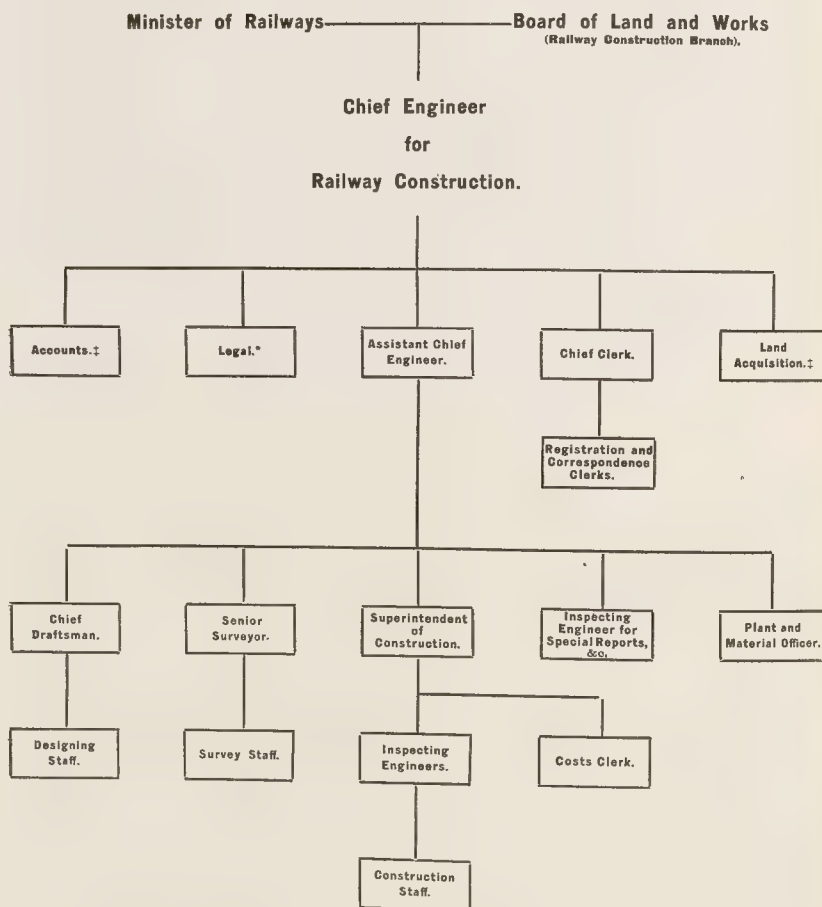 Minister of Railways Board of Land and Works
(Railway Construction Branch).
Chief Engineer
for
Railway Construction.
Accounts.‡
Legal.*
Assistant Chief
Engineer.
Chief Clerk.
Land
Acquisition.‡
Registration and
Correspondence
Clerks.
Chief
Draftsman.
Senior
Surveyor.
Superintendent
of
Construction.
Inspecting
Engineer for
Special Reports,
&c.
Plant and
Material Officer.
Designing
Staff.
Survey Staff.
Inspecting
Engineers.
Costs Clerk.
Construction
Staff.